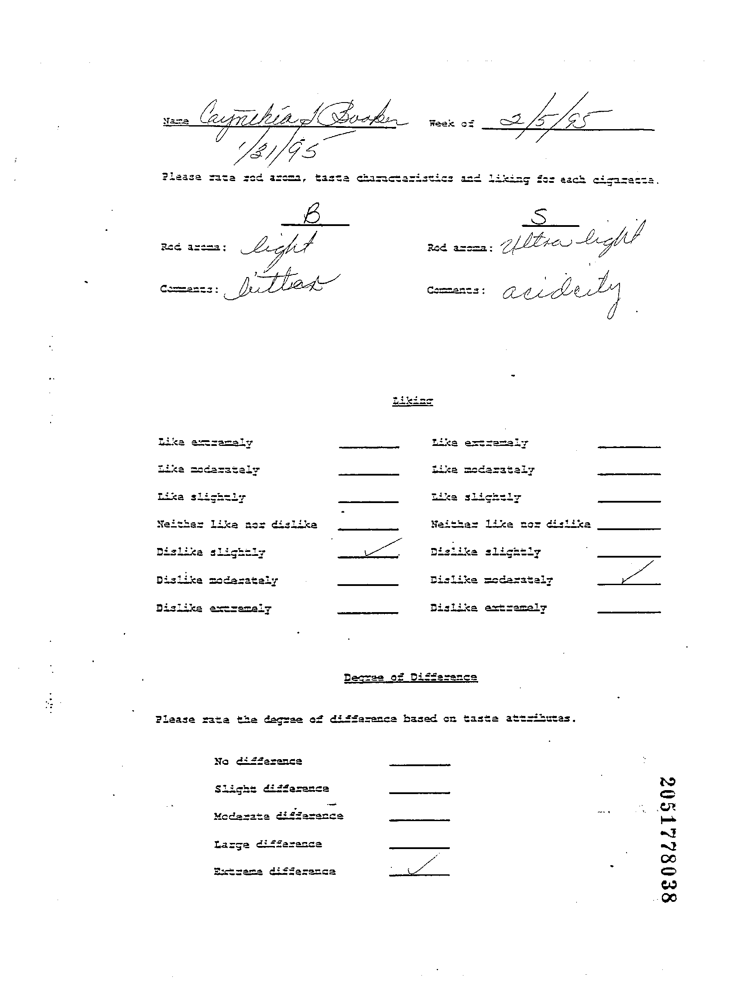 Name Caynthia J Booker Week of 2/5/95
1/31/95
Please rate rod aroma, taste characteristics and liking for each cigarette.
B S
Rod aroma: light Rod aroma: Ultra light
Comments: bitter Comments: acidcity
Liking
Like extremely Like extremely
Like moderately Like moderately
Like slightly Like slightly
Neither like nor dislike Neither like nor dislike
Dislike slightly ✓ Dislike slightly
Dislike moderately Dislike moderately ✓
Dislike extremely Dislike extremely
Degree of Difference
Please rate the degree of difference based on taste attributes.
No difference
Slight difference
Moderate difference
Large difference
Extreme difference ✓
2051778038